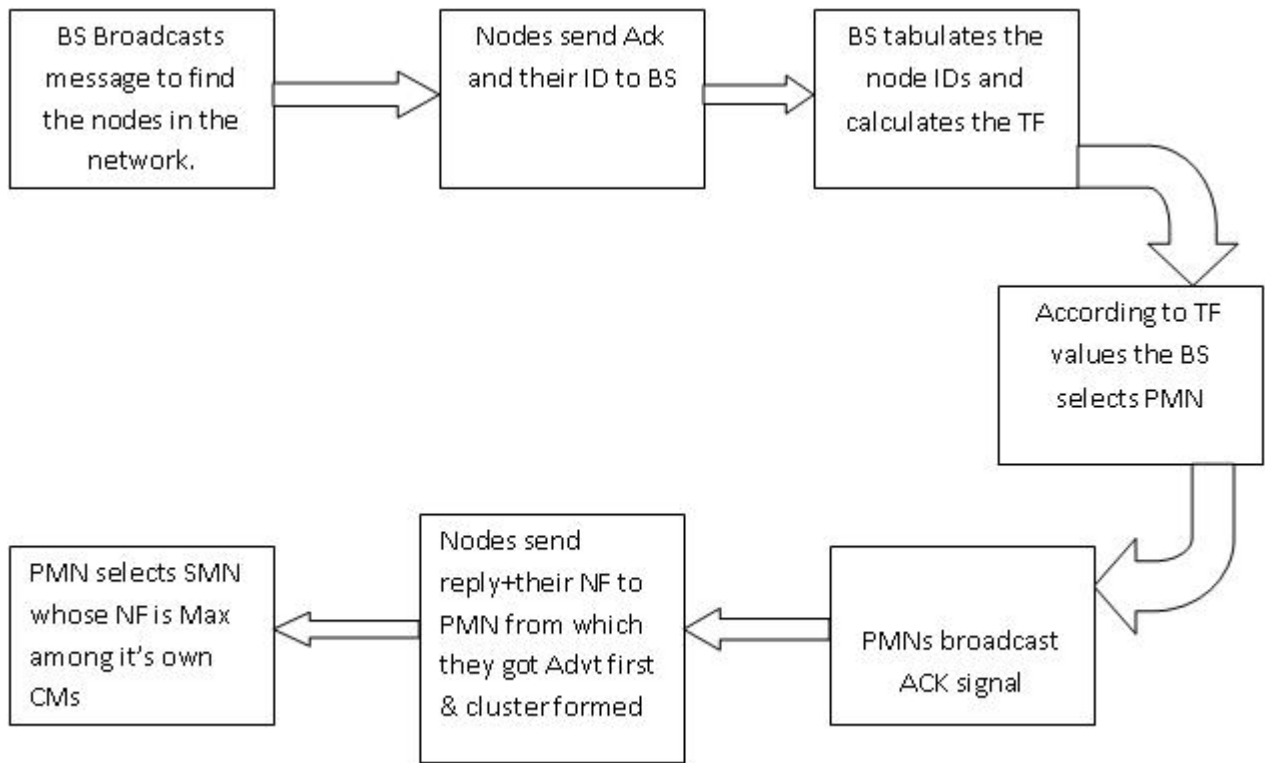 BS Broadcasts
message to find
the nodes in the
network.
Nodes send Ack
and their ID to BS
BS tabulates the
node IDs and
calculates the TF
According to TF
values the BS
selects PMN
PMNs broadcast
ACK signal
Nodes send
reply+their NF to
PMN from which
they got Advt first
& cluster formed
PMN selects SMN
whose NF is Max
among it's own
CMs